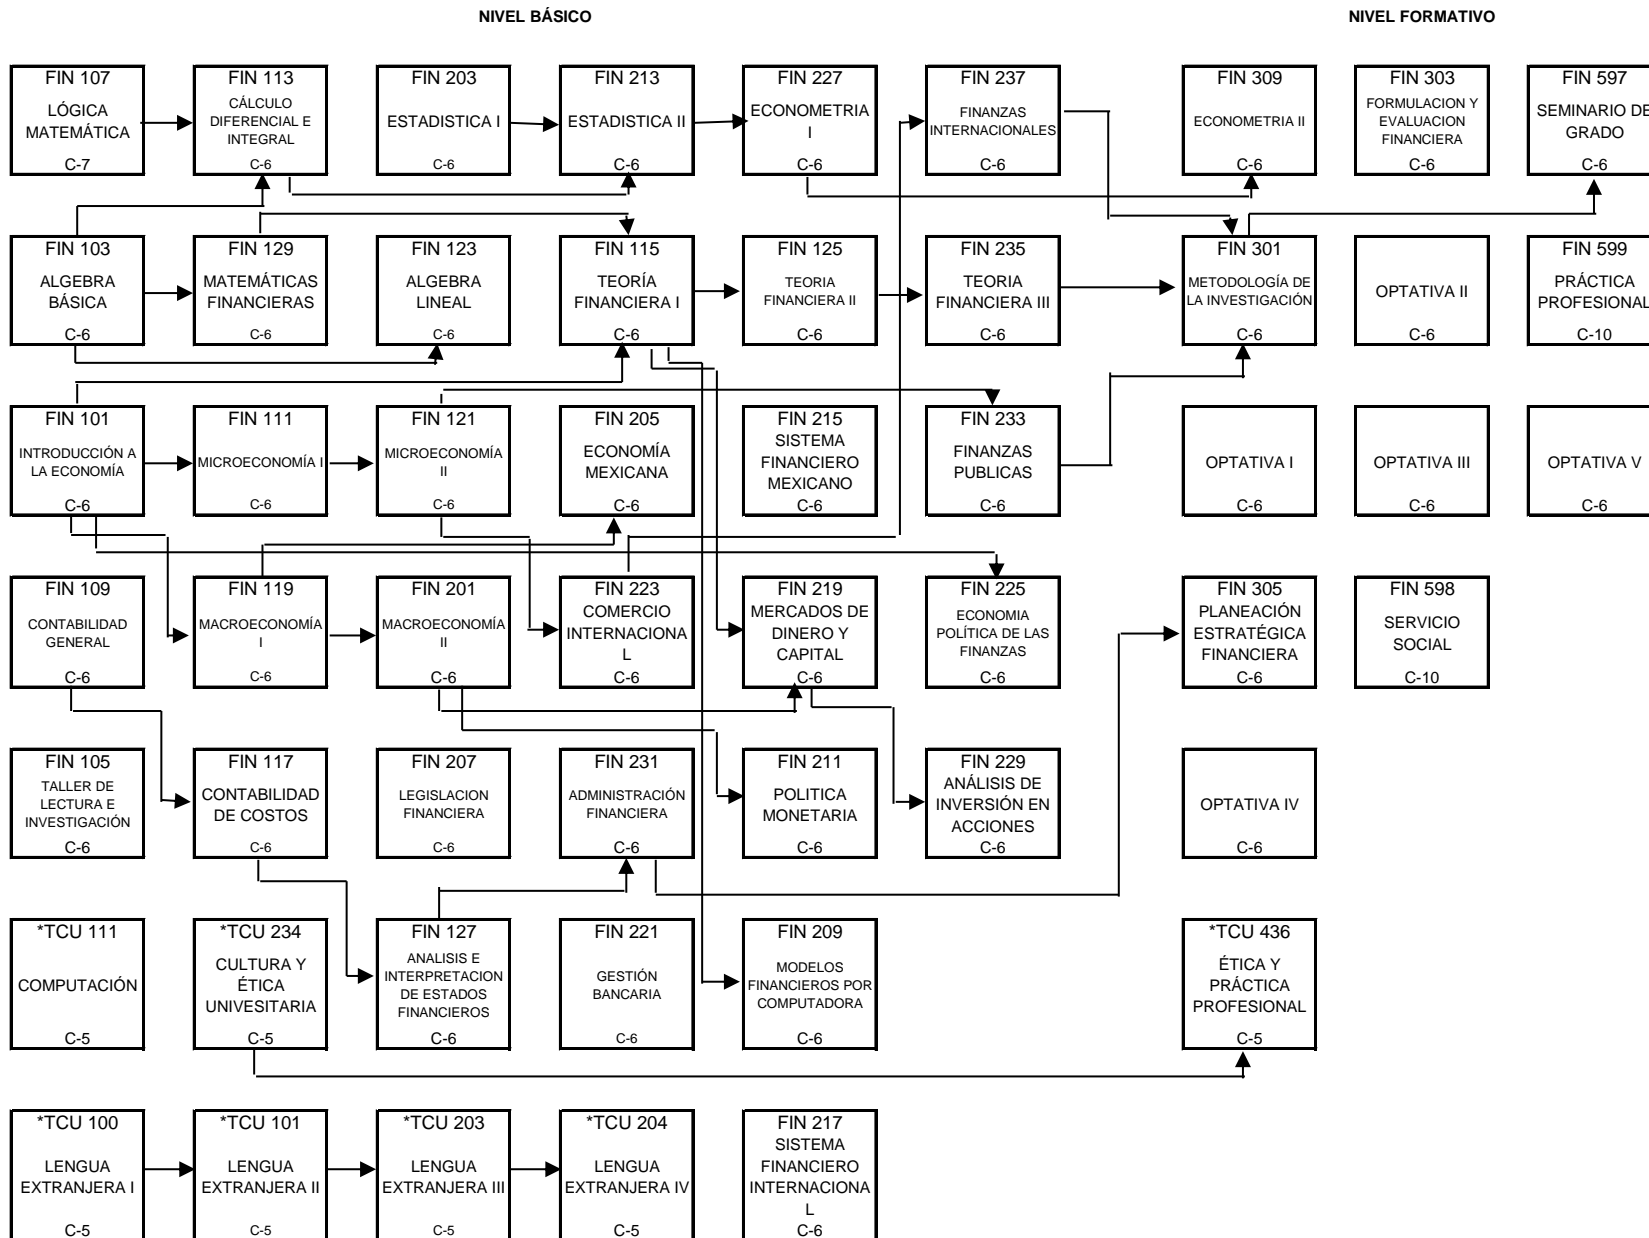 NIVEL BÁSICO
NIVEL FORMATIVO
FIN 107
LÓGICA
MATEMÁTICA
C-7
FIN 113
CÁLCULO
DIFERENCIAL E
INTEGRAL
C-6
FIN 203
ESTADISTICA I
C-6
FIN 213
ESTADISTICA II
C-6
FIN 227
ECONOMETRIA
I
C-6
FIN 237
FINANZAS
INTERNACIONALES
C-6
FIN 309
ECONOMETRIA II
C-6
FIN 303
FORMULACION Y
EVALUACION
FINANCIERA
C-6
FIN 597
SEMINARIO DE
GRADO
C-6
FIN 103
ALGEBRA
BÁSICA
C-6
FIN 129
MATEMÁTICAS
FINANCIERAS
C-6
FIN 123
ALGEBRA
LINEAL
C-6
FIN 115
TEORÍA
FINANCIERA I
C-6
FIN 125
TEORIA
FINANCIERA II
C-6
FIN 235
TEORIA
FINANCIERA III
C-6
FIN 301
METODOLOGÍA DE
LA INVESTIGACIÓN
C-6
OPTATIVA II
C-6
FIN 599
PRÁCTICA
PROFESIONAL
C-10
FIN 101
INTRODUCCIÓN A
LA ECONOMÍA
C-6
FIN 111
MICROECONOMÍA I
C-6
FIN 121
MICROECONOMÍA
II
C-6
FIN 205
ECONOMÍA
MEXICANA
C-6
FIN 215
SISTEMA
FINANCIERO
MEXICANO
C-6
FIN 233
FINANZAS
PUBLICAS
C-6
OPTATIVA I
C-6
OPTATIVA III
C-6
OPTATIVA V
C-6
FIN 109
CONTABILIDAD
GENERAL
C-6
FIN 119
MACROECONOMÍA
I
C-6
FIN 201
MACROECONOMÍA
II
C-6
FIN 223
COMERCIO
INTERNACIONA
L
C-6
FIN 219
MERCADOS DE
DINERO Y
CAPITAL
C-6
FIN 225
ECONOMIA
POLÍTICA DE LAS
FINANZAS
C-6
FIN 305
PLANEACIÓN
ESTRATÉGICA
FINANCIERA
C-6
FIN 598
SERVICIO
SOCIAL
C-10
FIN 105
TALLER DE
LECTURA E
INVESTIGACIÓN
C-6
FIN 117
CONTABILIDAD
DE COSTOS
C-6
FIN 207
LEGISLACION
FINANCIERA
C-6
FIN 231
ADMINISTRACIÓN
FINANCIERA
C-6
FIN 211
POLITICA
MONETARIA
C-6
FIN 229
ANÁLISIS DE
INVERSIÓN EN
ACCIONES
C-6
OPTATIVA IV
C-6
*TCU 111
COMPUTACIÓN
C-5
*TCU 234
CULTURA Y
ÉTICA
UNIVESITARIA
C-5
FIN 127
ANALISIS E
INTERPRETACION
DE ESTADOS
FINANCIEROS
C-6
FIN 221
GESTIÓN
BANCARIA
C-6
FIN 209
MODELOS
FINANCIEROS POR
COMPUTADORA
C-6
*TCU 436
ÉTICA Y
PRÁCTICA
PROFESIONAL
C-5
*TCU 100
LENGUA
EXTRANJERA I
C-5
*TCU 101
LENGUA
EXTRANJERA II
C-5
*TCU 203
LENGUA
EXTRANJERA III
C-5
*TCU 204
LENGUA
EXTRANJERA IV
C-5
FIN 217
SISTEMA
FINANCIERO
INTERNACIONA
L
C-6